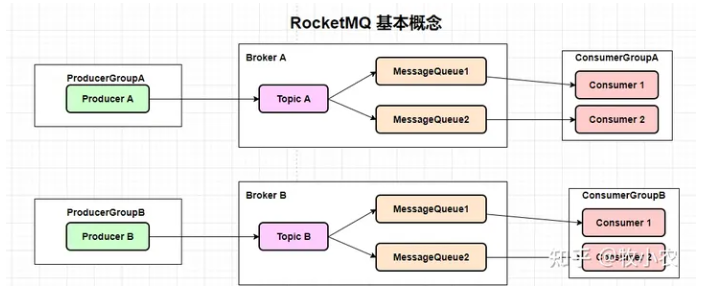 RocketMQ 基本概念
ProducerGroupA
Producer A
Broker A
Topic A
MessageQueue1
MessageQueue2
ConsumerGroupA
Consumer 1
Consumer 2
ProducerGroupB
Producer B
Broker B
Topic B
MessageQueue1
MessageQueue2
ConsumerGroupB
Consumer 1
Consumer 2
知乎 @牧小农